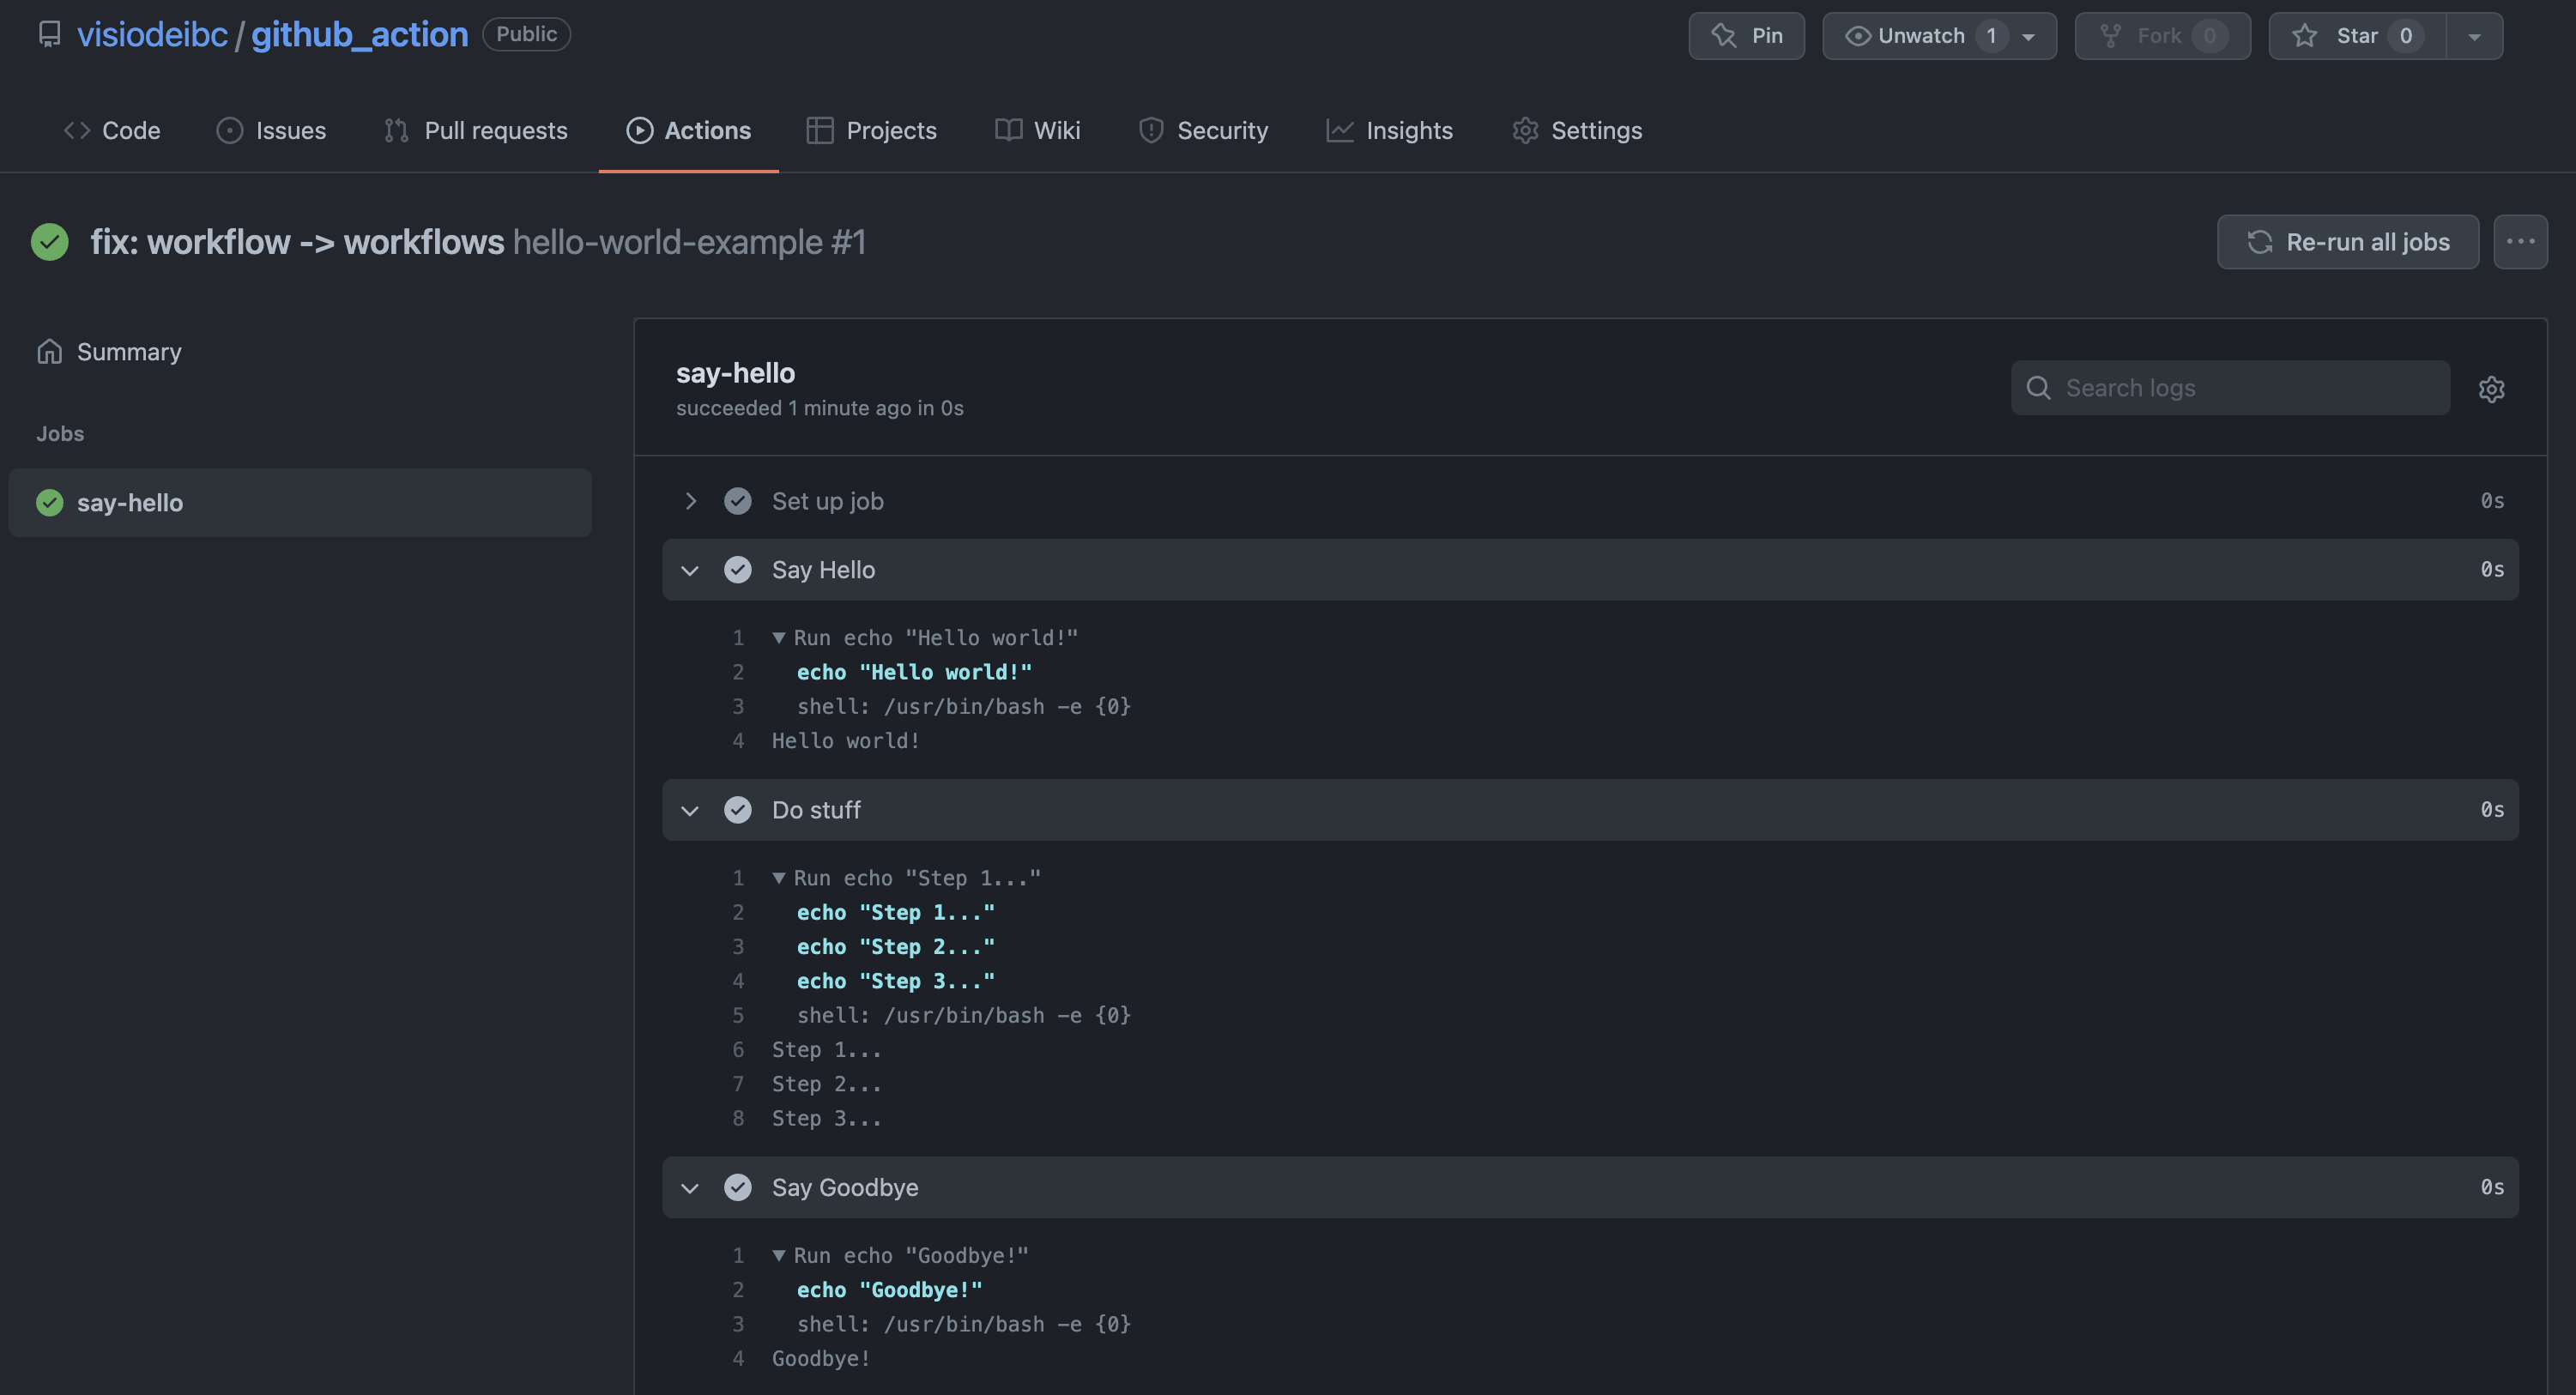 visiodeibc / github_action Public Pin Unwatch 1 Fork 0 Star 0
Code Issues Pull requests Actions Projects Wiki Security Insights Settings
fix: workflow -> workflows hello-world-example #1 Re-run all jobs ...
Summary
Jobs
say-hello
say-hello
succeeded 1 minute ago in 0s
Search logs
Set up job 0s
Say Hello 0s
1 ▼ Run echo "Hello world!"
2 echo "Hello world!"
3 shell: /usr/bin/bash -e {0}
4 Hello world!
Do stuff 0s
1 ▼ Run echo "Step 1..."
2 echo "Step 1..."
3 echo "Step 2..."
4 echo "Step 3..."
5 shell: /usr/bin/bash -e {0}
6 Step 1...
7 Step 2...
8 Step 3...
Say Goodbye 0s
1 ▼ Run echo "Goodbye!"
2 echo "Goodbye!"
3 shell: /usr/bin/bash -e {0}
4 Goodbye!